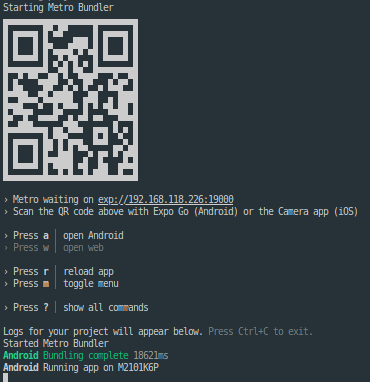 Starting Metro Bundler
› Metro waiting on exp://192.168.118.226:19000
› Scan the QR code above with Expo Go (Android) or the Camera app (iOS)
› Press a │ open Android
› Press w │ open web
› Press r │ reload app
› Press m │ toggle menu
› Press ? │ show all commands
Logs for your project will appear below. Press Ctrl+C to exit.
Started Metro Bundler
Android Bundling complete 18621ms
Android Running app on M2101K6P